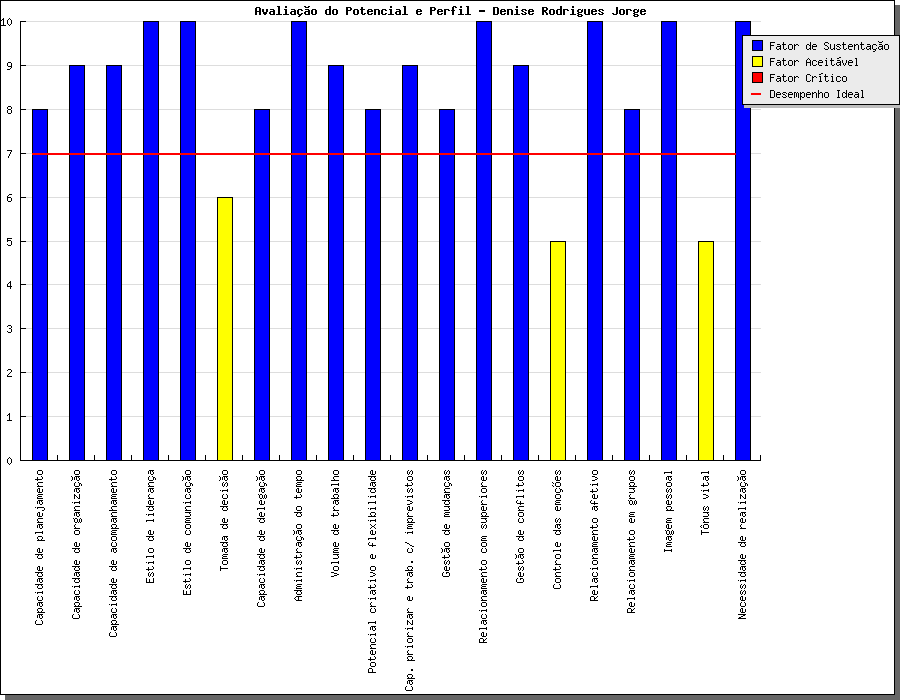 Avaliação do Potencial e Perfil - Denise Rodrigues Jorge
Fator de Sustentação
Fator Aceitável
Fator Crítico
Desempenho Ideal
10
9
8
7
6
5
4
3
2
1
0
Capacidade de planejamento
Capacidade de organização
Capacidade de acompanhamento
Estilo de liderança
Estilo de comunicação
Tomada de decisão
Capacidade de delegação
Administração do tempo
Volume de trabalho
Potencial criativo e flexibilidade
Cap. priorizar e trab. c/ imprevistos
Gestão de mudanças
Relacionamento com superiores
Gestão de conflitos
Controle das emoções
Relacionamento afetivo
Relacionamento em grupos
Imagem pessoal
Tônus vital
Necessidade de realização